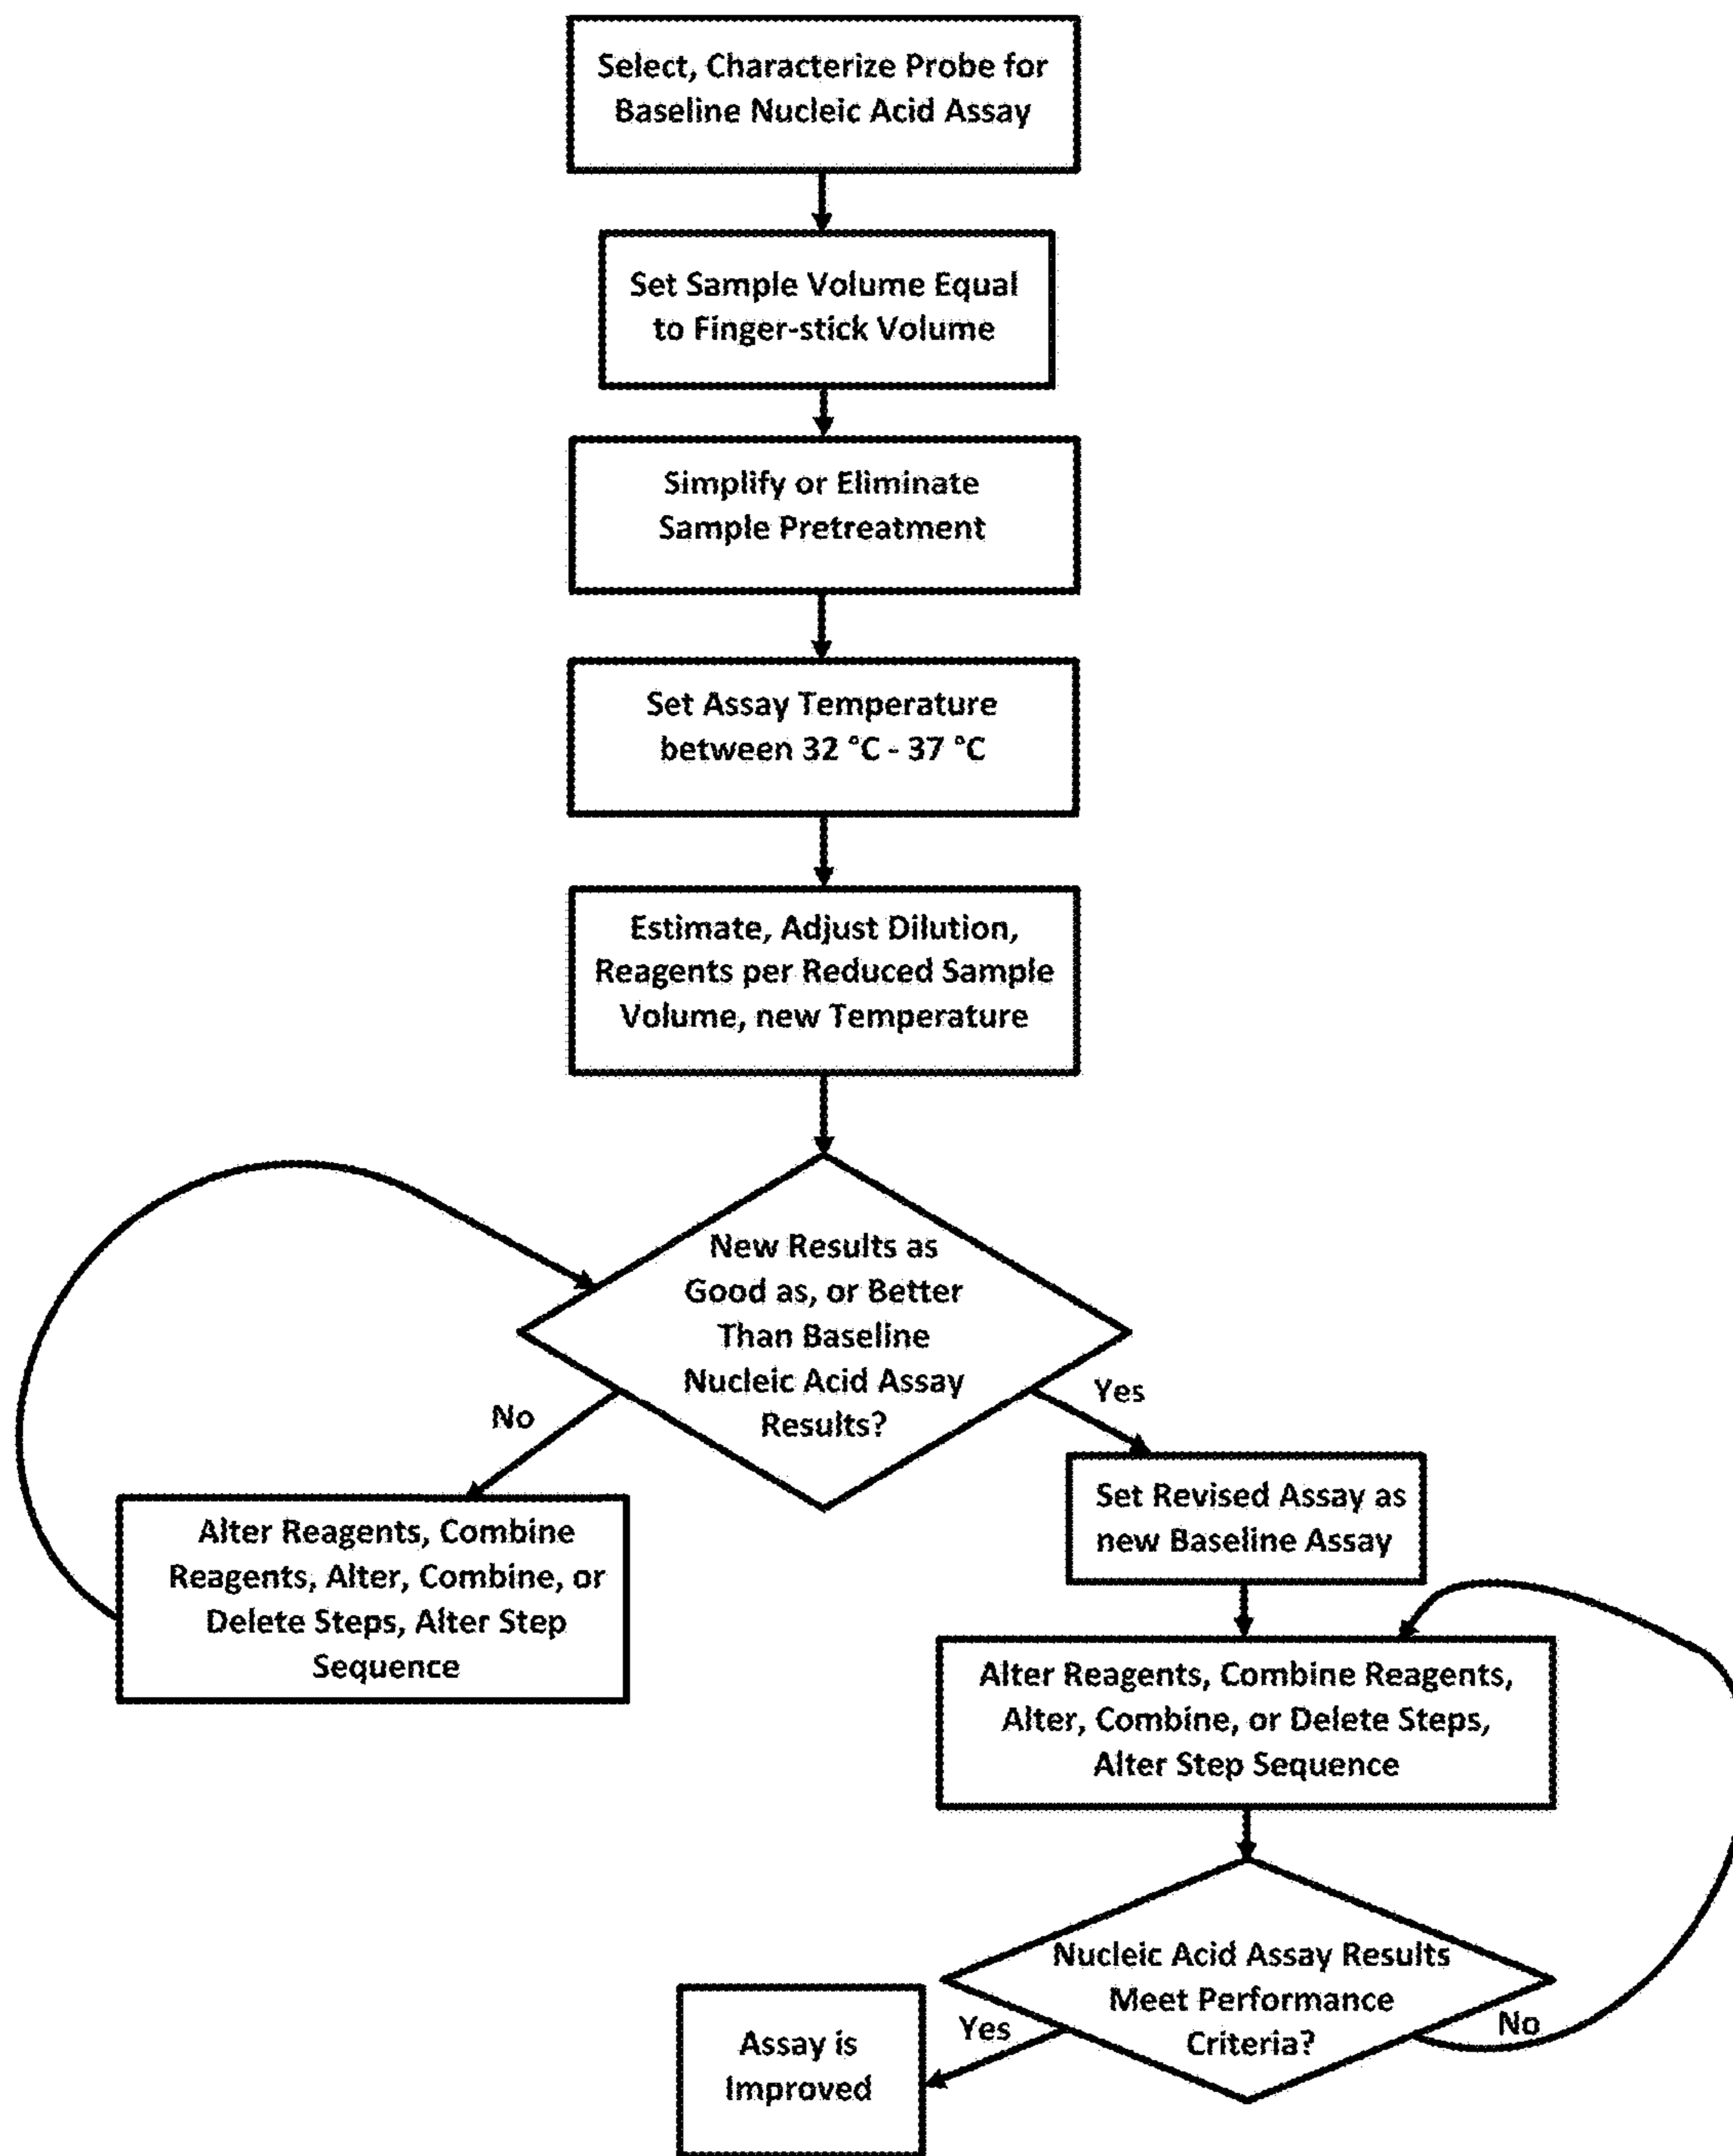 Select, Characterize Probe for
Baseline Nucleic Acid Assay
Set Sample Volume Equal
to Finger-stick Volume
Simplify or Eliminate
Sample Pretreatment
Set Assay Temperature
between 32 °C - 37 °C
Estimate, Adjust Dilution,
Reagents per Reduced Sample
Volume, new Temperature
New Results as
Good as, or Better
Than Baseline
Nucleic Acid Assay
Results?
No
Yes
Alter Reagents, Combine
Reagents, Alter, Combine, or
Delete Steps, Alter Step
Sequence
Set Revised Assay as
new Baseline Assay
Alter Reagents, Combine Reagents,
Alter, Combine, or Delete Steps,
Alter Step Sequence
Nucleic Acid Assay Results
Meet Performance
Criteria?
Yes
No
Assay is
Improved